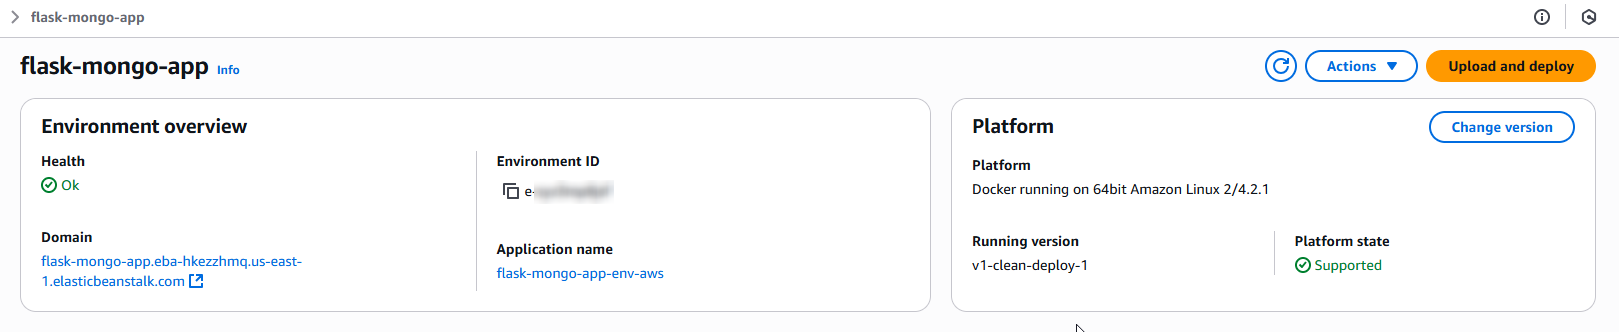 flask-mongo-app
flask-mongo-app Info
Actions
Upload and deploy
Environment overview
Health
Ok
Environment ID
e-
Domain
flask-mongo-app.eba-hkezzhmq.us-east-
1.elasticbeanstalk.com
Application name
flask-mongo-app-env-aws
Platform
Change version
Platform
Docker running on 64bit Amazon Linux 2/4.2.1
Running version
v1-clean-deploy-1
Platform state
Supported